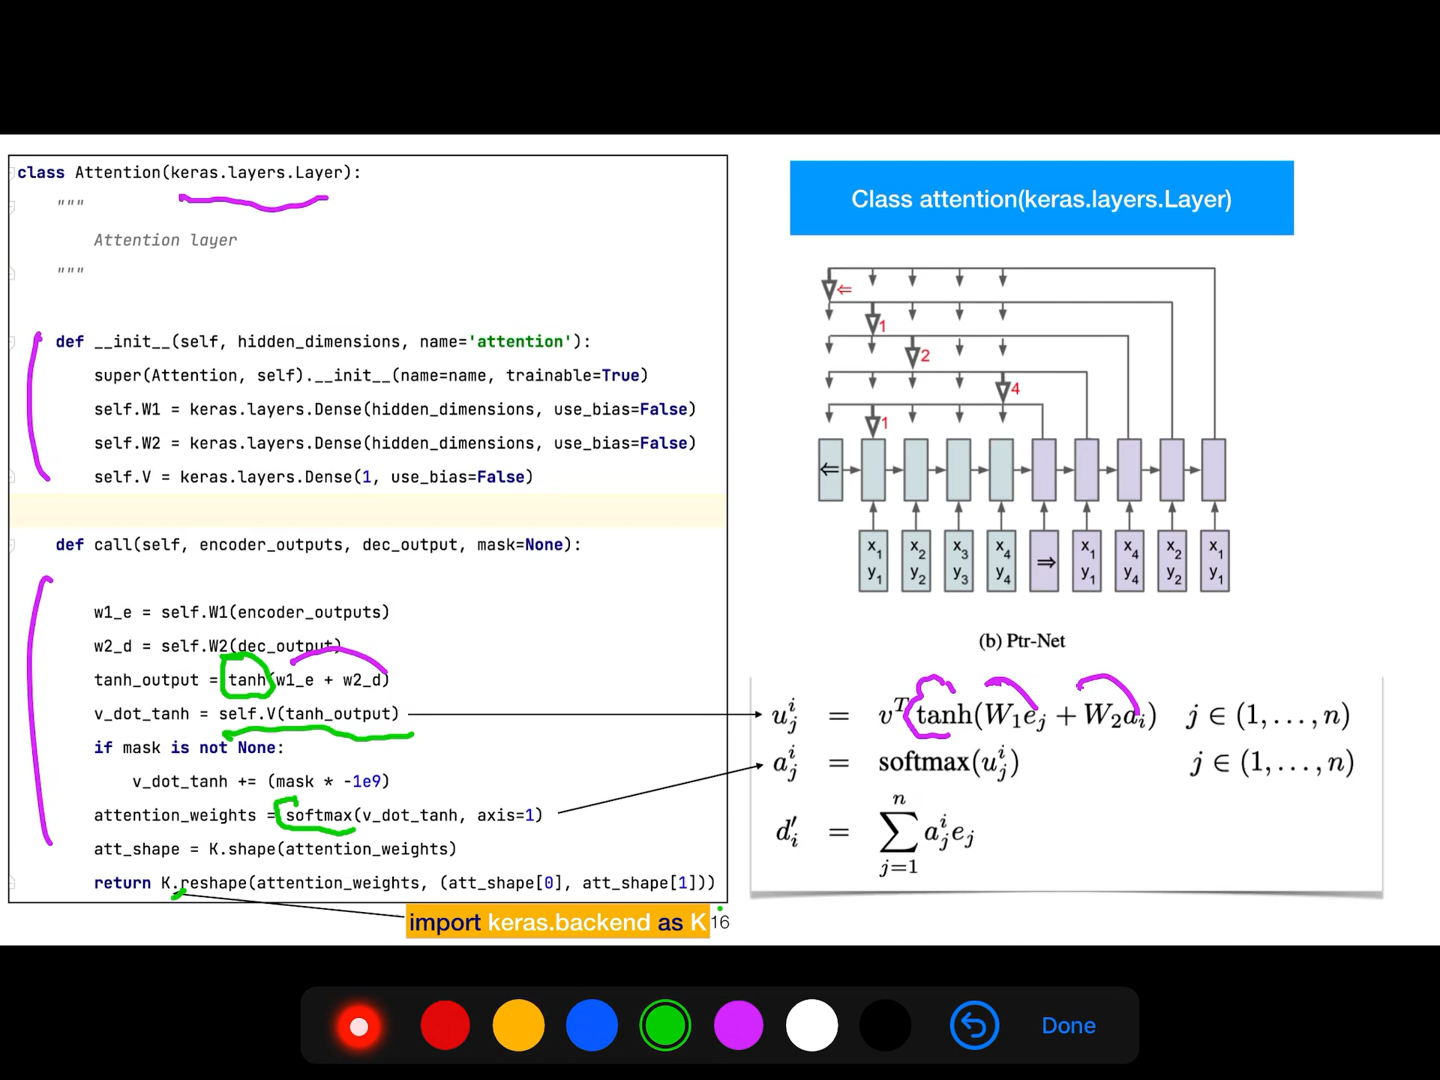 class Attention(keras.layers.Layer):
"""
Attention layer
"""
def __init__(self, hidden_dimensions, name='attention'):
super(Attention, self).__init__(name=name, trainable=True)
self.W1 = keras.layers.Dense(hidden_dimensions, use_bias=False)
self.W2 = keras.layers.Dense(hidden_dimensions, use_bias=False)
self.V = keras.layers.Dense(1, use_bias=False)
def call(self, encoder_outputs, dec_output, mask=None):
w1_e = self.W1(encoder_outputs)
w2_d = self.W2(dec_output)
tanh_output = tanh(w1_e + w2_d)
v_dot_tanh = self.V(tanh_output)
if mask is not None:
v_dot_tanh += (mask * -1e9)
attention_weights = softmax(v_dot_tanh, axis=1)
att_shape = K.shape(attention_weights)
return K.reshape(attention_weights, (att_shape[0], att_shape[1]))
import keras.backend as K
16
Class attention(keras.layers.Layer)
⇐
1
2
4
1
⇐
x₁ x₂ x₃ x₄ ⇒ x₁ x₄ x₂ x₁
y₁ y₂ y₃ y₄ y₁ y₄ y₂ y₁
(b) Ptr-Net
u^i_j = v^T tanh(W₁e_j + W₂d_i) j ∈ (1, . . . , n)
a^i_j = softmax(u^i_j) j ∈ (1, . . . , n)
d'_i = ∑_{j=1}^{n} a^i_j e_j
Done